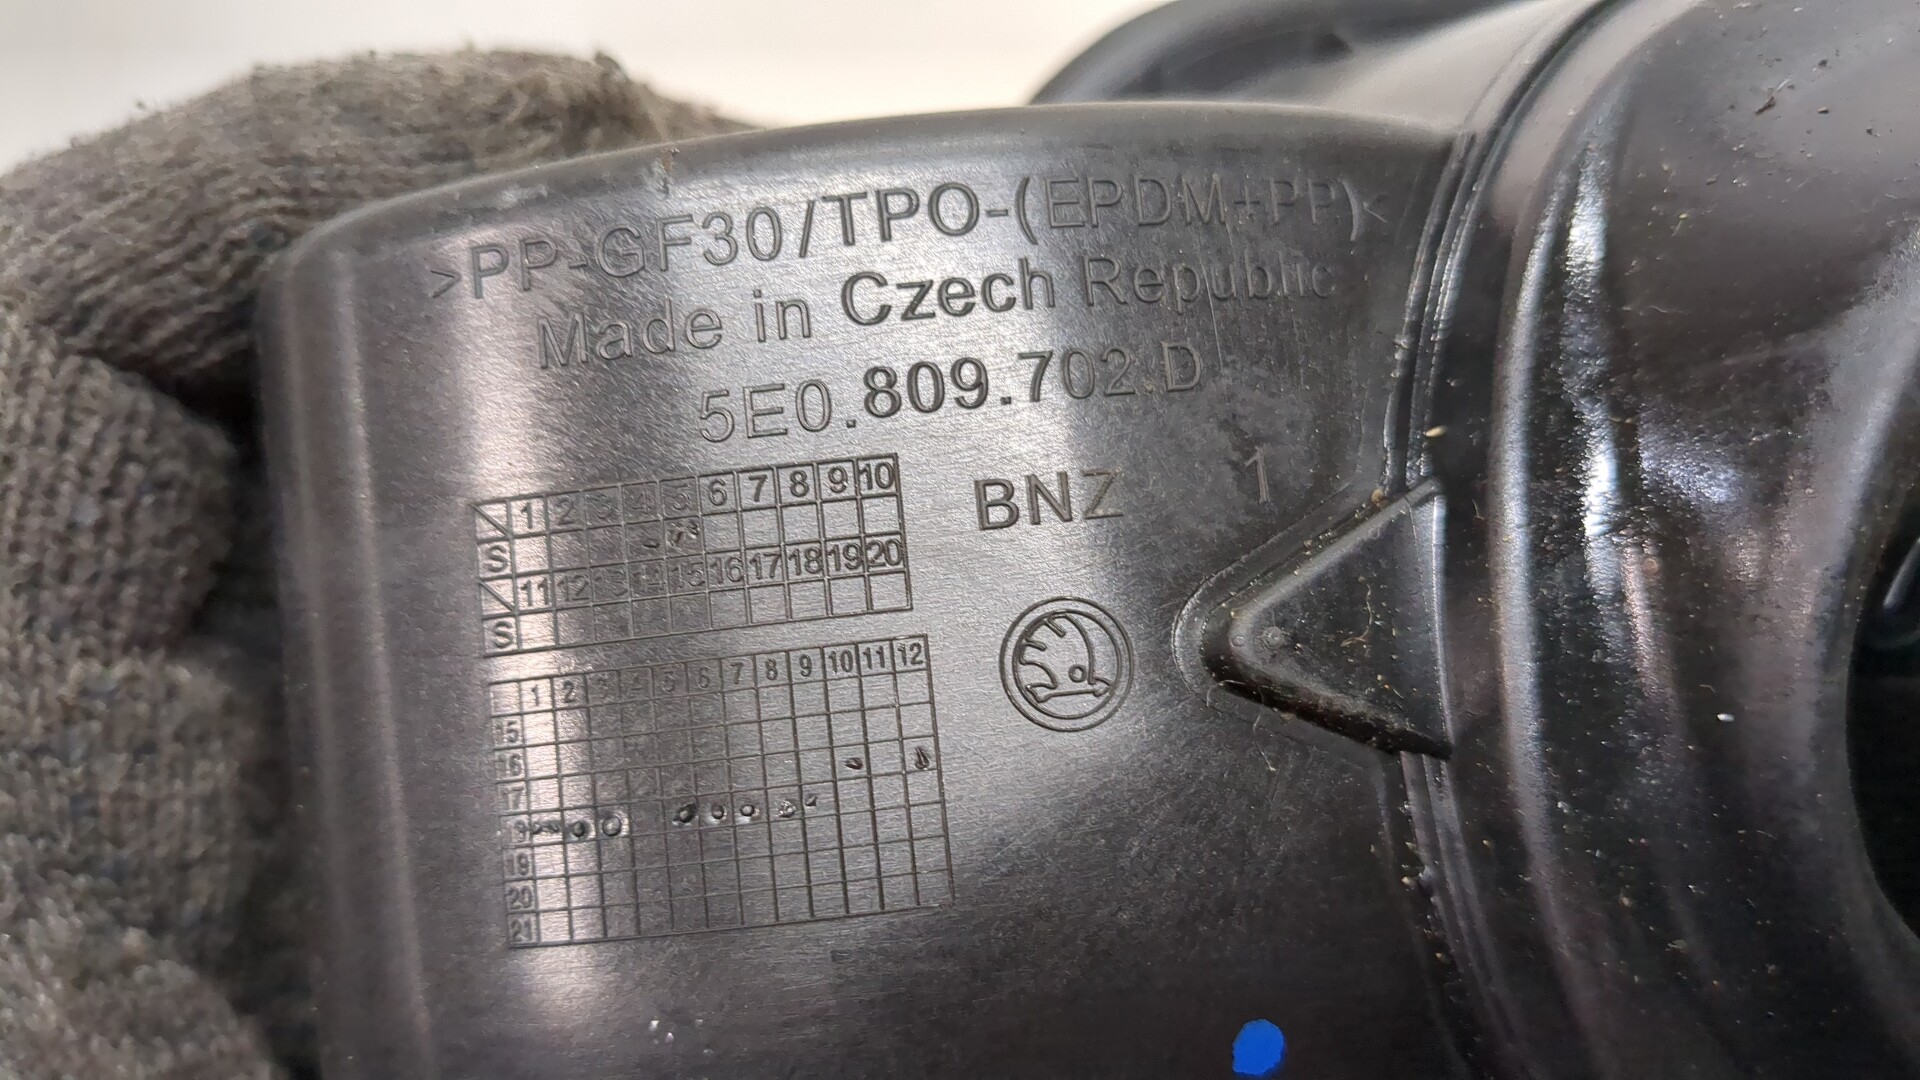 >PP-GF30/TPO-(EPDM+PP)<
Made in Czech Republic
5E0.809.702.D
BNZ 1
1 2 3 4 5 6 7 8 9 10
S
11 12 13 14 15 16 17 18 19 20
S
1 2 3 4 5 6 7 8 9 10 11 12
15
16
17
19
20
21